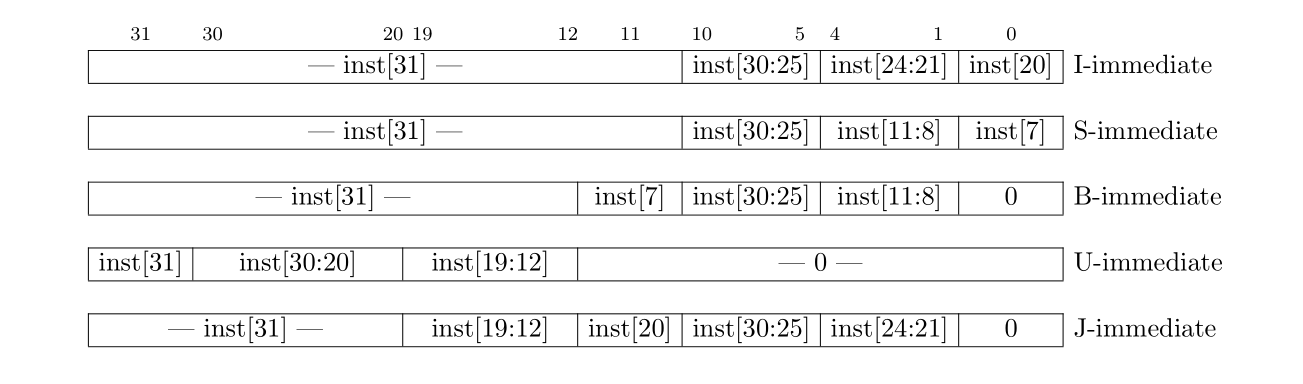 31 30 20 19 12 11 10 5 4 1 0
— inst[31] — inst[30:25] inst[24:21] inst[20] I-immediate
— inst[31] — inst[30:25] inst[11:8] inst[7] S-immediate
— inst[31] — inst[7] inst[30:25] inst[11:8] 0 B-immediate
inst[31] inst[30:20] inst[19:12] — 0 — U-immediate
— inst[31] — inst[19:12] inst[20] inst[30:25] inst[24:21] 0 J-immediate